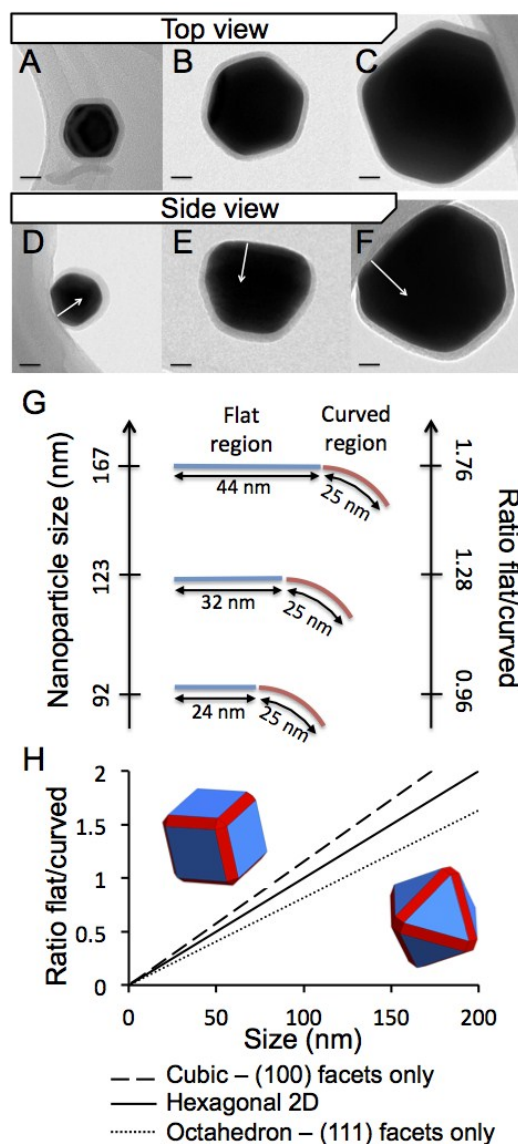 Top view
A
B
C
Side view
D
E
F
G
Flat region
Curved region
Nanoparticle size (nm)
167
123
92
44 nm
25 nm
32 nm
25 nm
24 nm
25 nm
1.76
1.28
0.96
Ratio flat/curved
H
Ratio flat/curved
2
1.5
1
0.5
0
0
50
100
150
200
Size (nm)
Cubic – (100) facets only
Hexagonal 2D
Octahedron – (111) facets only